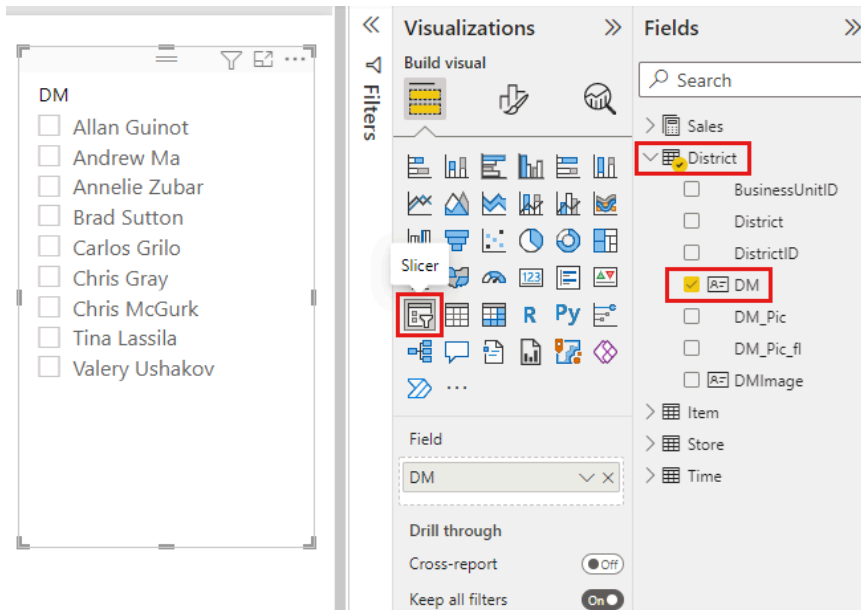 DM
Allan Guinot
Andrew Ma
Annelie Zubar
Brad Sutton
Carlos Grilo
Chris Gray
Chris McGurk
Tina Lassila
Valery Ushakov
Filters
Visualizations
Build visual
Slicer
123
R
Py
Field
DM
Drill through
Cross-report
Off
Keep all filters
On
Fields
Search
Sales
District
BusinessUnitID
District
DistrictID
DM
DM_Pic
DM_Pic_fl
DMImage
Item
Store
Time